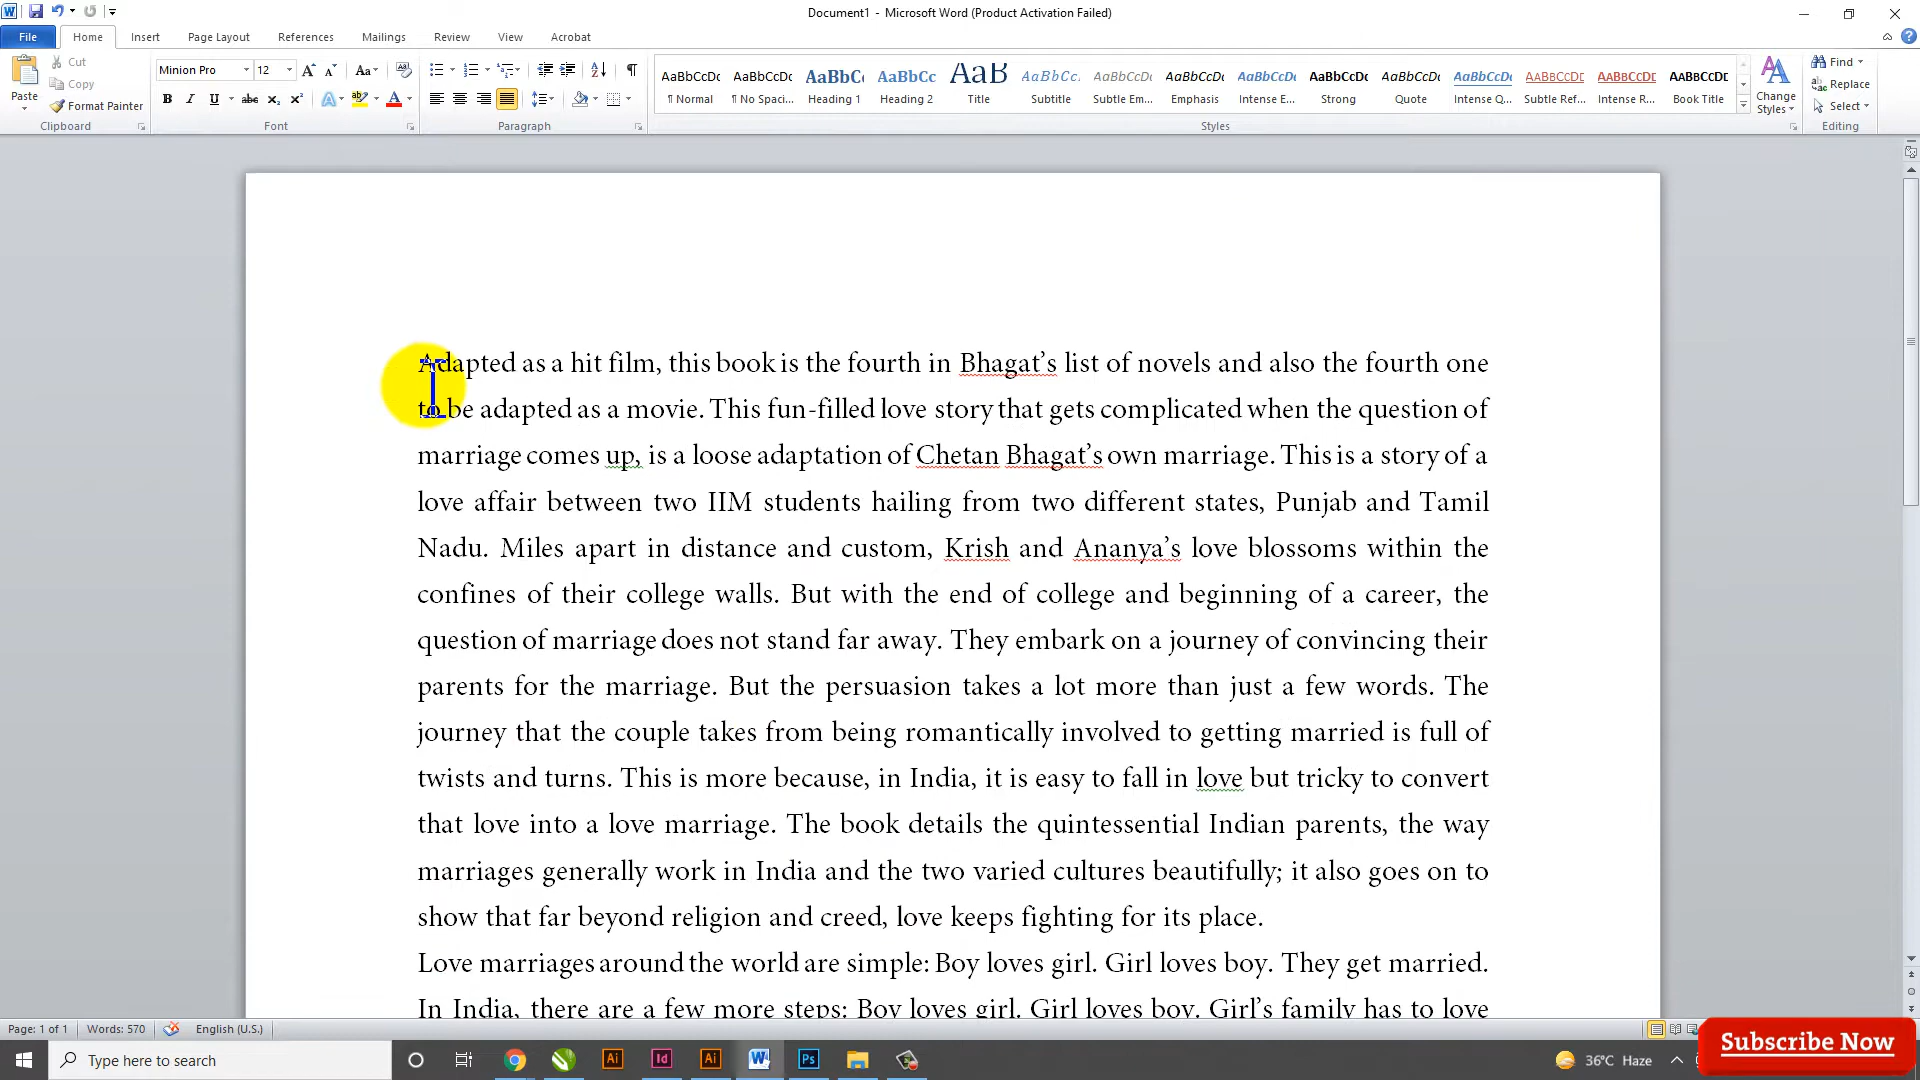 Document1 - Microsoft Word (Product Activation Failed)
File Home Insert Page Layout References Mailings Review View Acrobat
Paste
Cut
Copy
Format Painter
Clipboard
Minion Pro 12
Font
Paragraph
AaBbCcDc AaBbCcDc AaBbCc AaBbCc AaB AaBbCc. AaBbCcDc AaBbCcDc AaBbCcDc AaBbCcDc AaBbCcDc AaBbCcDc AaBbCcDc AaBbCcDc AaBbCcDc
¶ Normal ¶ No Spaci... Heading 1 Heading 2 Title Subtitle Subtle Em... Emphasis Intense E... Strong Quote Intense Q... Subtle Ref... Intense R... Book Title
Styles
Change Styles
Find
Replace
Select
Editing
Adapted as a hit film, this book is the fourth in Bhagat’s list of novels and also the fourth one
to be adapted as a movie. This fun-filled love story that gets complicated when the question of
marriage comes up, is a loose adaptation of Chetan Bhagat’s own marriage. This is a story of a
love affair between two IIM students hailing from two different states, Punjab and Tamil
Nadu. Miles apart in distance and custom, Krish and Ananya’s love blossoms within the
confines of their college walls. But with the end of college and beginning of a career, the
question of marriage does not stand far away. They embark on a journey of convincing their
parents for the marriage. But the persuasion takes a lot more than just a few words. The
journey that the couple takes from being romantically involved to getting married is full of
twists and turns. This is more because, in India, it is easy to fall in love but tricky to convert
that love into a love marriage. The book details the quintessential Indian parents, the way
marriages generally work in India and the two varied cultures beautifully; it also goes on to
show that far beyond religion and creed, love keeps fighting for its place.
Love marriages around the world are simple: Boy loves girl. Girl loves boy. They get married.
In India, there are a few more steps: Boy loves girl. Girl loves boy. Girl’s family has to love
Page: 1 of 1 Words: 570 English (U.S.)
Subscribe Now
Type here to search
36°C Haze